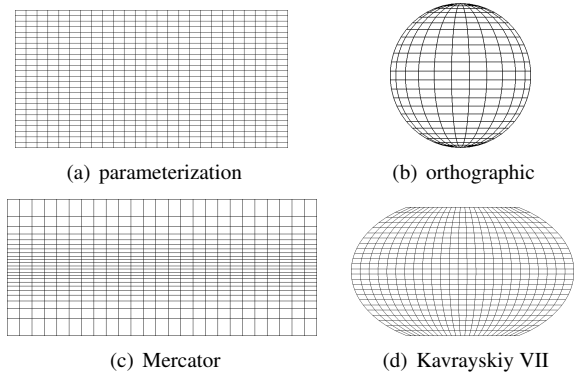 (a) parameterization
(b) orthographic
(c) Mercator
(d) Kavrayskiy VII